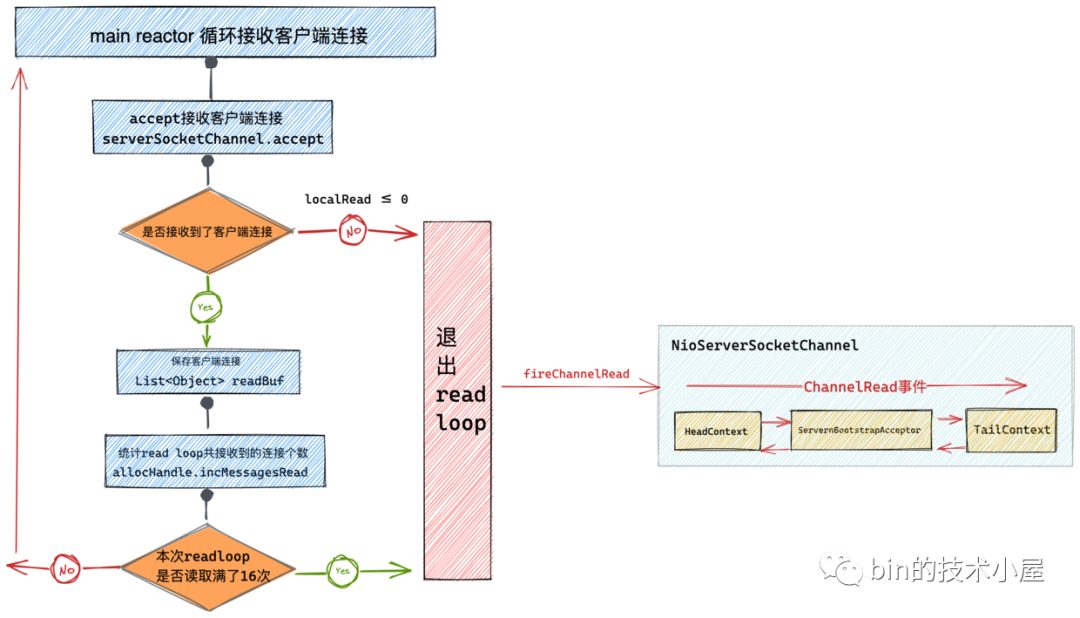 main reactor 循环接收客户端连接
accept接收客户端连接
serverSocketChannel.accept
localRead ≤ 0
是否接收到了客户端连接
No
Yes
保存客户端连接
List<Object> readBuf
统计read loop共接收到的连接个数
allocHandle.incMessagesRead
本次readloop
是否读取满了16次
No
Yes
退
出
read
loop
fireChannelRead
NioServerSocketChannel
ChannelRead事件
HeadContext
ServernBootstrapAcceptor
TailContext
bin的技术小屋